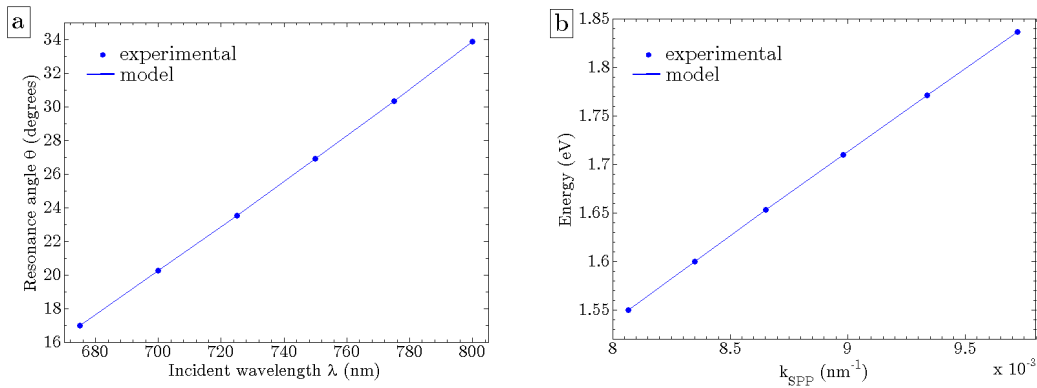 a
experimental
model
Resonance angle θ (degrees)
34
32
30
28
26
24
22
20
18
16
680 700 720 740 760 780 800
Incident wavelength λ (nm)
b
experimental
model
Energy (eV)
1.85
1.8
1.75
1.7
1.65
1.6
1.55
8 8.5 9 9.5
x 10⁻³
k_SPP (nm⁻¹)